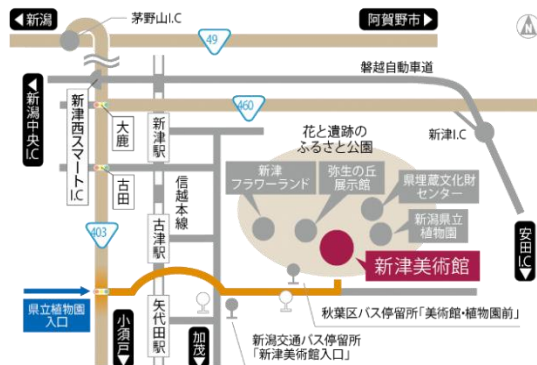 新潟
茅野山I.C
阿賀野市
N
49
磐越自動車道
新潟中央I.C
新津西スマートI.C
大鹿
460
新津駅
花と遺跡の
ふるさと公園
新津I.C
古田
信越本線
新津
フラワーランド
弥生の丘
展示館
県埋蔵文化財
センター
新潟県立
植物園
403
古津駅
新津美術館
安田I.C
県立植物園
入口
小須戸
矢代田駅
加茂
秋葉区バス停留所「美術館・植物園前」
新潟交通バス停留所
「新津美術館入口」